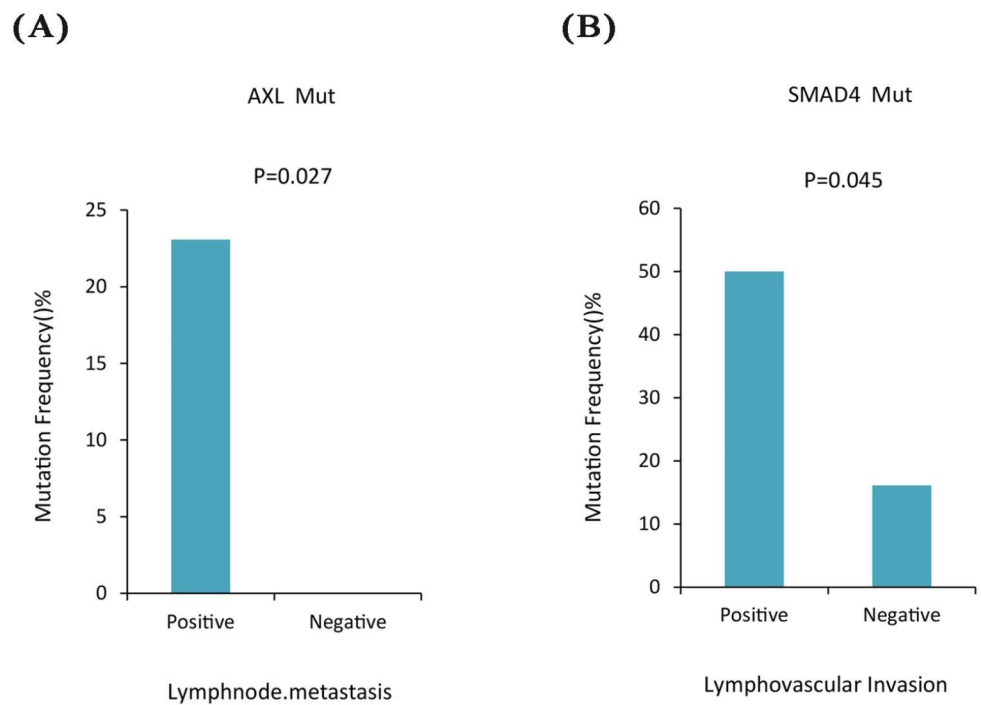 (A)
AXL Mut
P=0.027
Mutation Frequency()%
25
20
15
10
5
0
Positive Negative
Lymphnode.metastasis
(B)
SMAD4 Mut
P=0.045
Mutation Frequency()%
60
50
40
30
20
10
0
Positive Negative
Lymphovascular Invasion